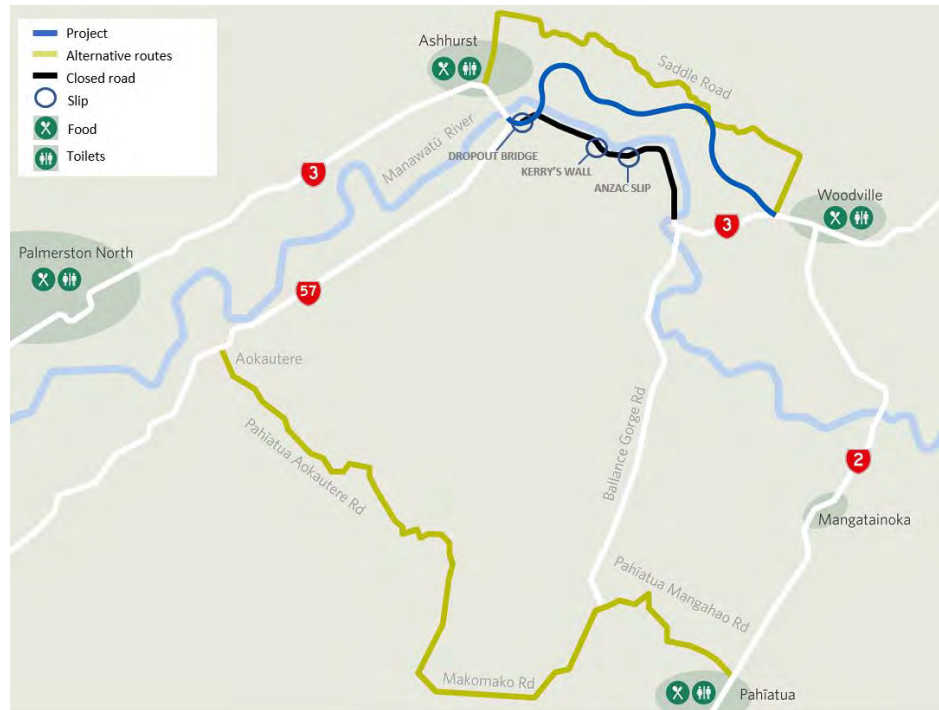 Project
Alternative routes
Closed road
Slip
Food
Toilets
Ashhurst
Saddle Road
Manawatū River
DROPOUT BRIDGE
KERRY'S WALL
ANZAC SLIP
3
Woodville
3
Palmerston North
57
Aokautere
Pahīatua Aokautere Rd
Ballance Gorge Rd
2
Mangatainoka
Pahīatua Mangahao Rd
Makomako Rd
Pahīatua